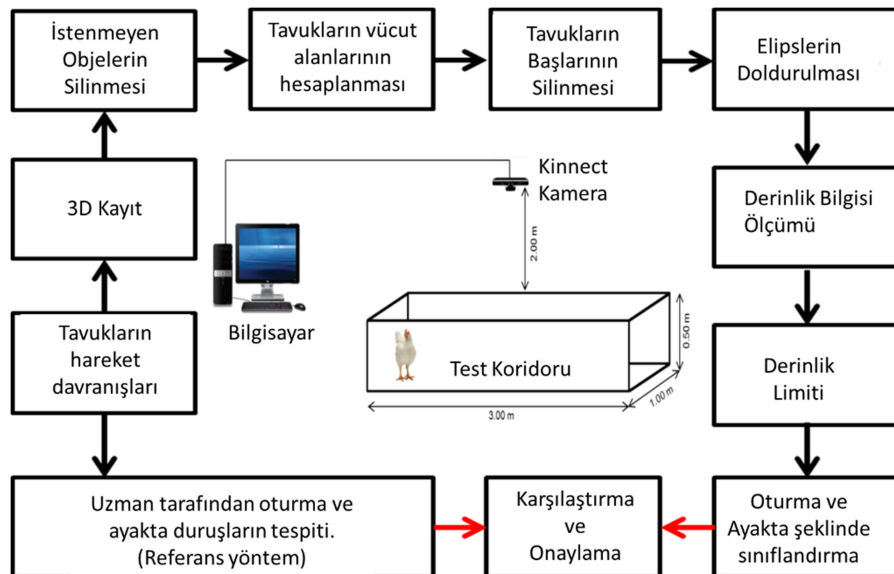 İstenmeyen
Objelerin
Silinmesi
Tavukların vücut
alanlarının
hesaplanması
Tavukların
Başlarının
Silinmesi
Elipslerin
Doldurulması
3D Kayıt
Kinnect
Kamera
Derinlik Bilgisi
Ölçümü
2.00 m
Bilgisayar
Tavukların
hareket
davranışları
Test Koridoru
0.50 m
1.00 m
3.00 m
Derinlik
Limiti
Uzman tarafından oturma ve
ayakta duruşların tespiti.
(Referans yöntem)
Karşılaştırma
ve
Onaylama
Oturma ve
Ayakta şeklinde
sınıflandırma